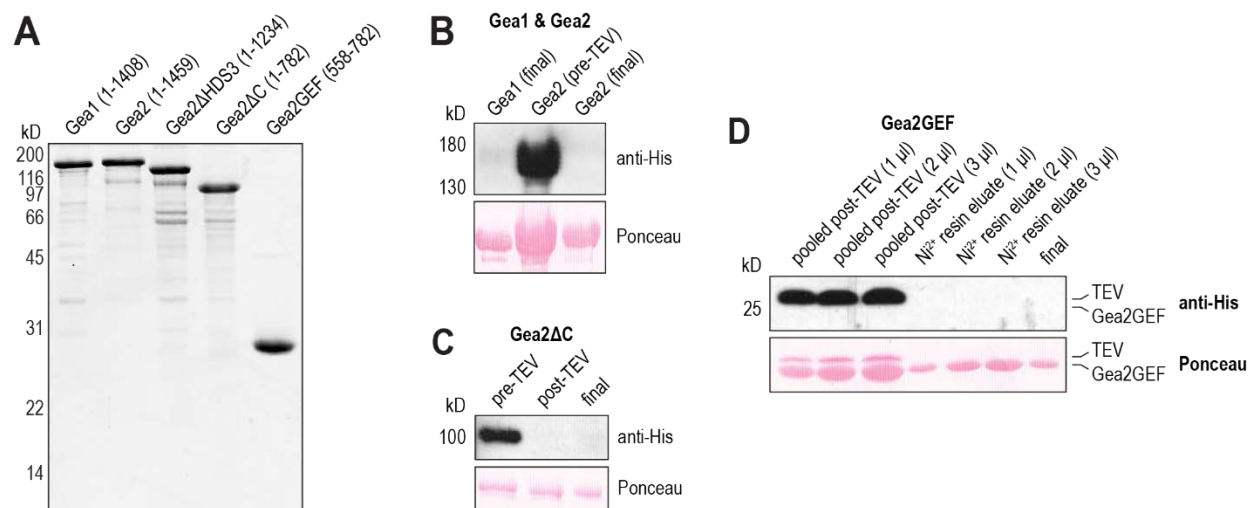 A
Gea1 (1-1408)
Gea2 (1-1459)
Gea2ΔHDS3 (1-1234)
Gea2ΔC (1-782)
Gea2GEF (558-782)
kD
200
116
97
66
45
31
22
14
B
Gea1 & Gea2
Gea1 (final)
Gea2 (pre-TEV)
Gea2 (final)
kD
180
130
anti-His
Ponceau
C
Gea2ΔC
pre-TEV
post-TEV
final
kD
100
anti-His
Ponceau
D
Gea2GEF
pooled post-TEV (1 µl)
pooled post-TEV (2 µl)
pooled post-TEV (3 µl)
Ni²⁺ resin eluate (1 µl)
Ni²⁺ resin eluate (2 µl)
Ni²⁺ resin eluate (3 µl)
final
kD
25
TEV
Gea2GEF
anti-His
TEV
Gea2GEF
Ponceau